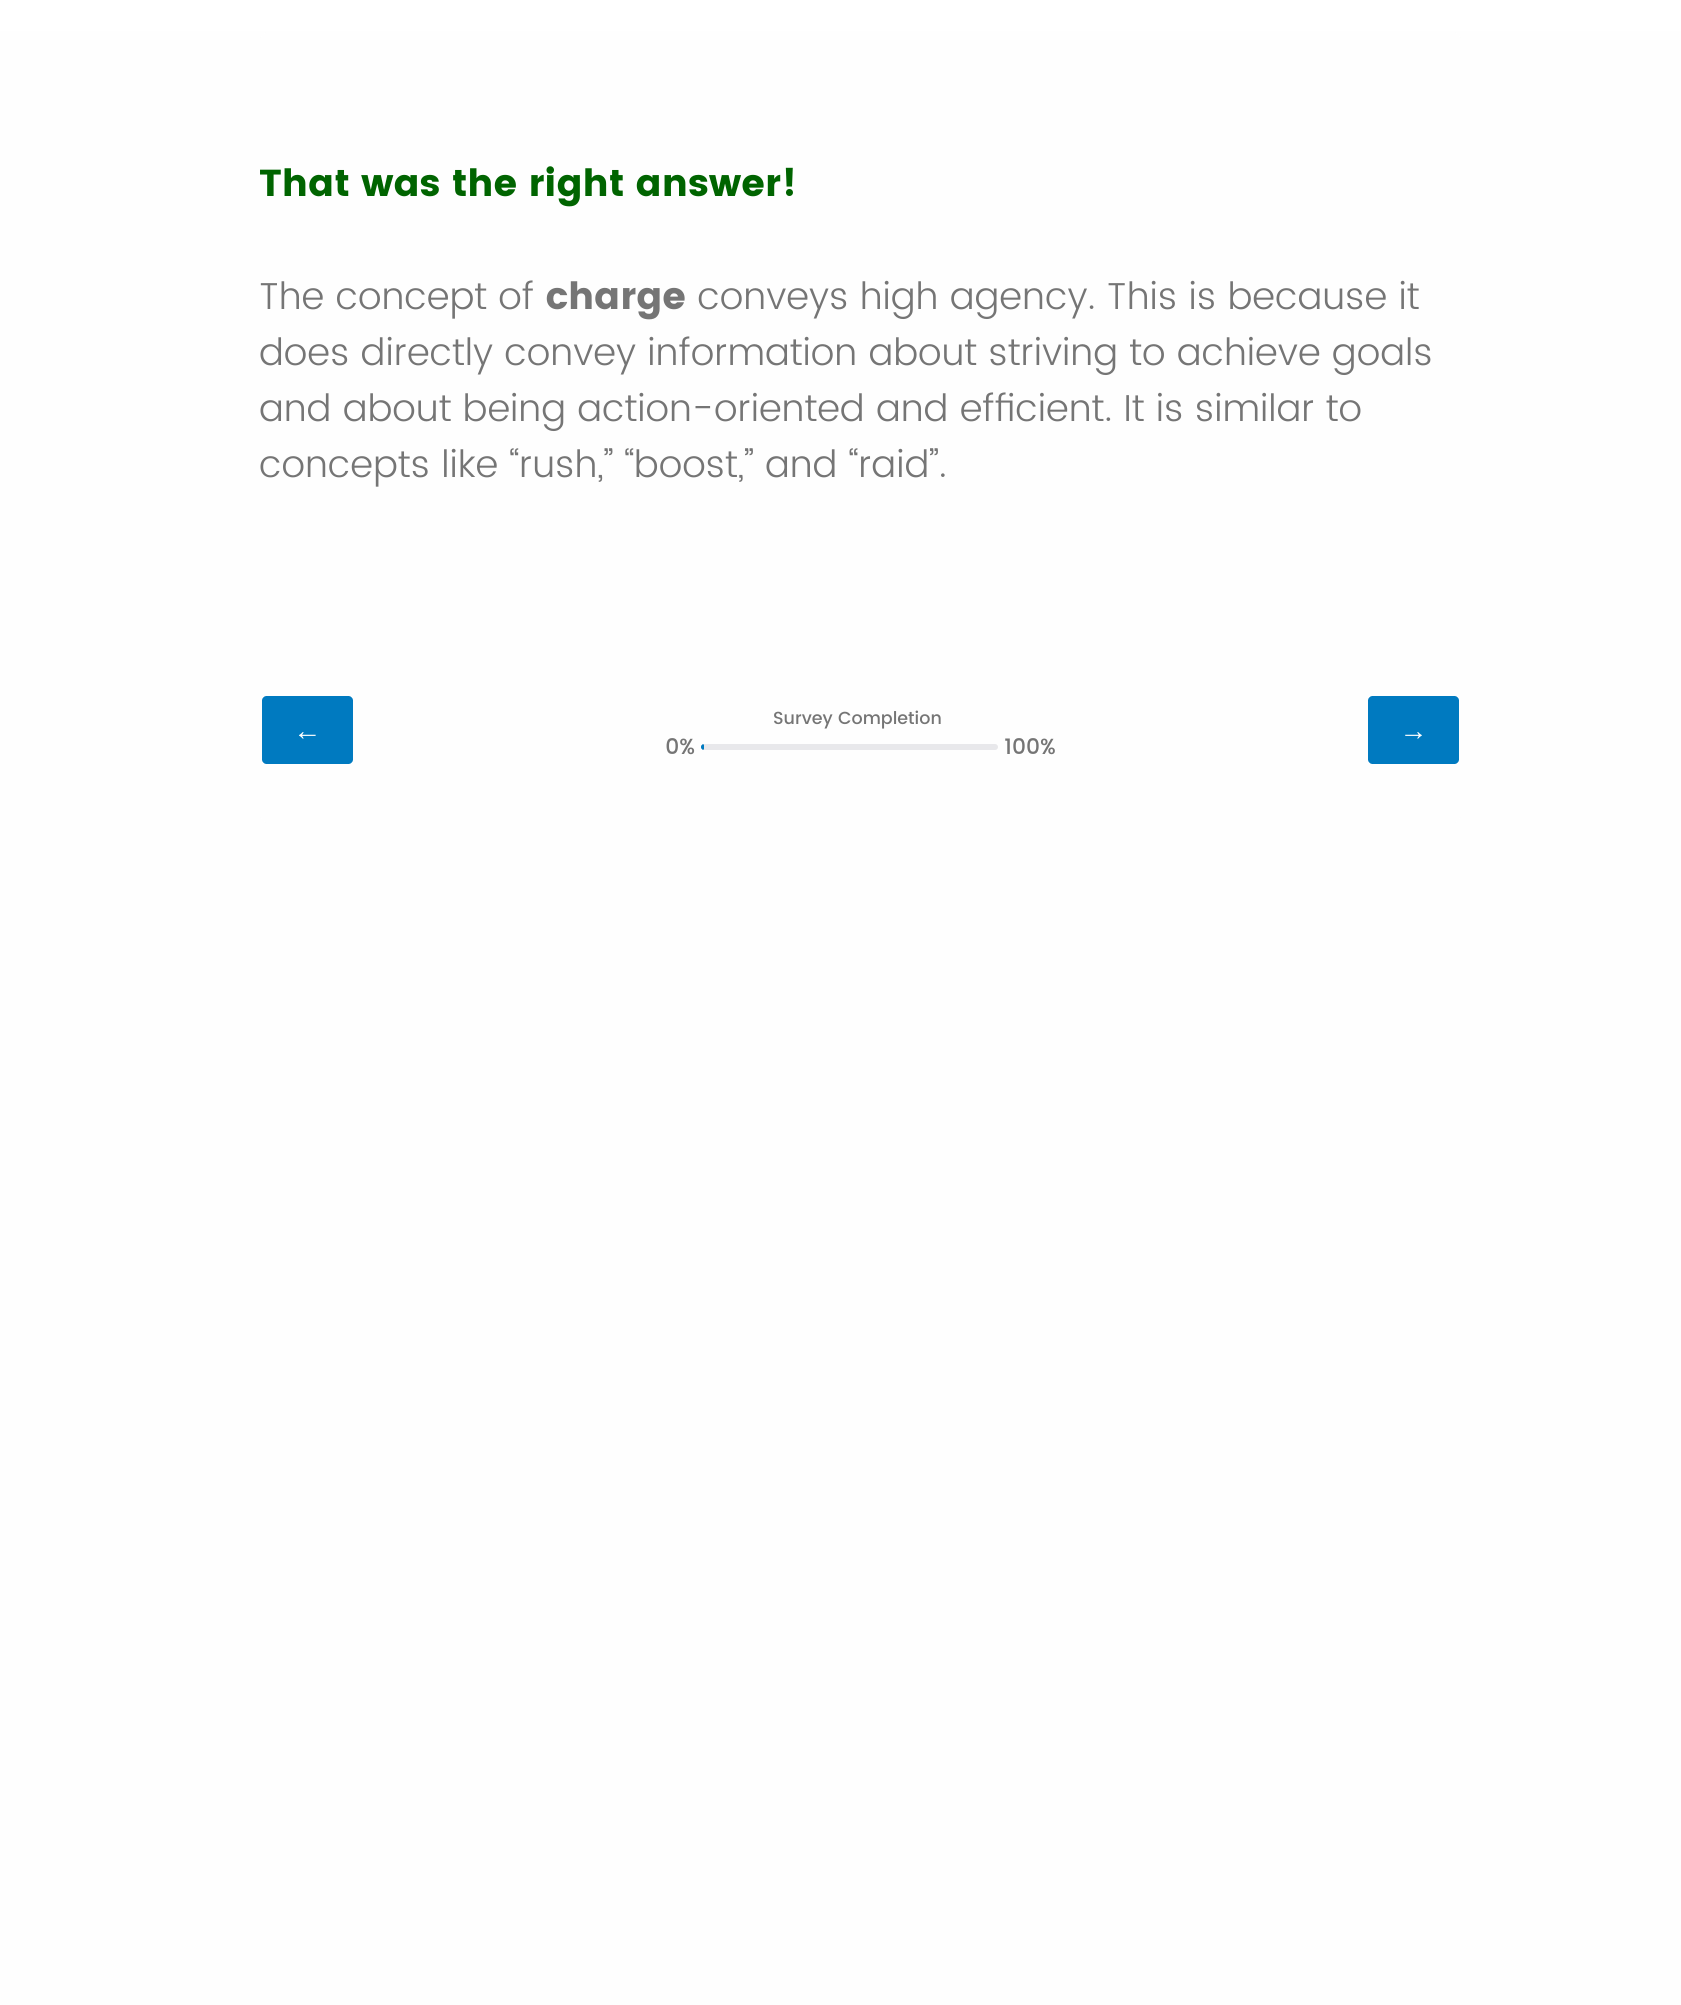 That was the right answer!
The concept of charge conveys high agency. This is because it
does directly convey information about striving to achieve goals
and about being action-oriented and efficient. It is similar to
concepts like “rush,” “boost,” and “raid”.
←
Survey Completion
0% 100%
→